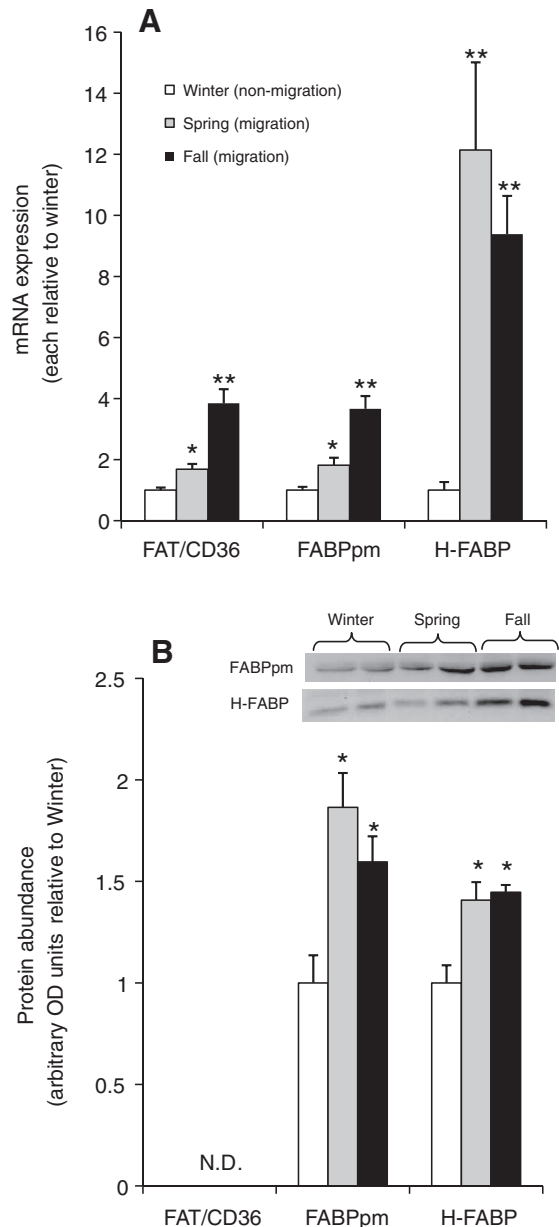 A
16
14
12
10
8
6
4
2
0
mRNA expression
(each relative to winter)
Winter (non-migration)
Spring (migration)
Fall (migration)
*
**
*
**
**
**
FAT/CD36
FABPpm
H-FABP
B
Winter
Spring
Fall
FABPpm
H-FABP
2.5
2
1.5
1
0.5
0
Protein abundance
(arbitrary OD units relative to Winter)
*
*
*
*
N.D.
FAT/CD36
FABPpm
H-FABP